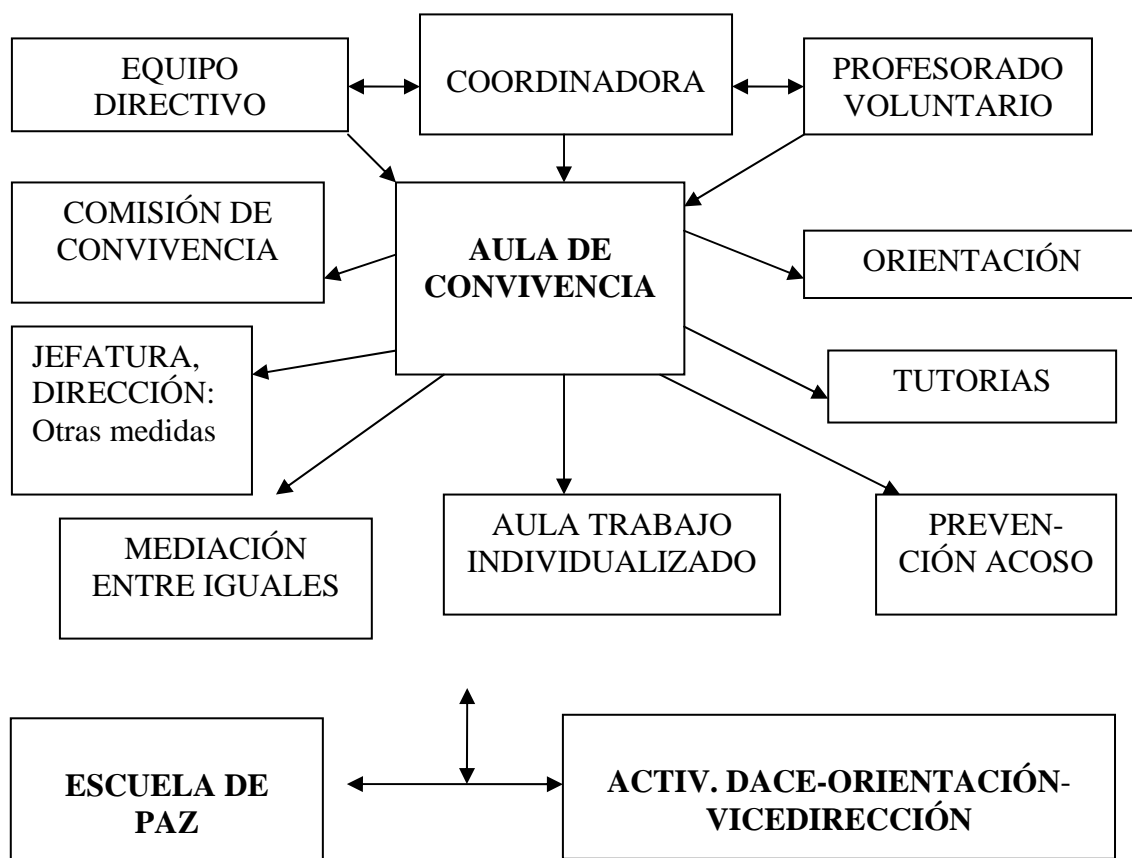 EQUIPO
DIRECTIVO
COORDINADORA
PROFESORADO
VOLUNTARIO
COMISIÓN DE
CONVIVENCIA
AULA DE
CONVIVENCIA
ORIENTACIÓN
JEFATURA,
DIRECCIÓN:
Otras medidas
TUTORIAS
MEDIACIÓN
ENTRE IGUALES
AULA TRABAJO
INDIVIDUALIZADO
PREVEN-
CIÓN ACOSO
ESCUELA DE
PAZ
ACTIV. DACE-ORIENTACIÓN-
VICEDIRECCIÓN